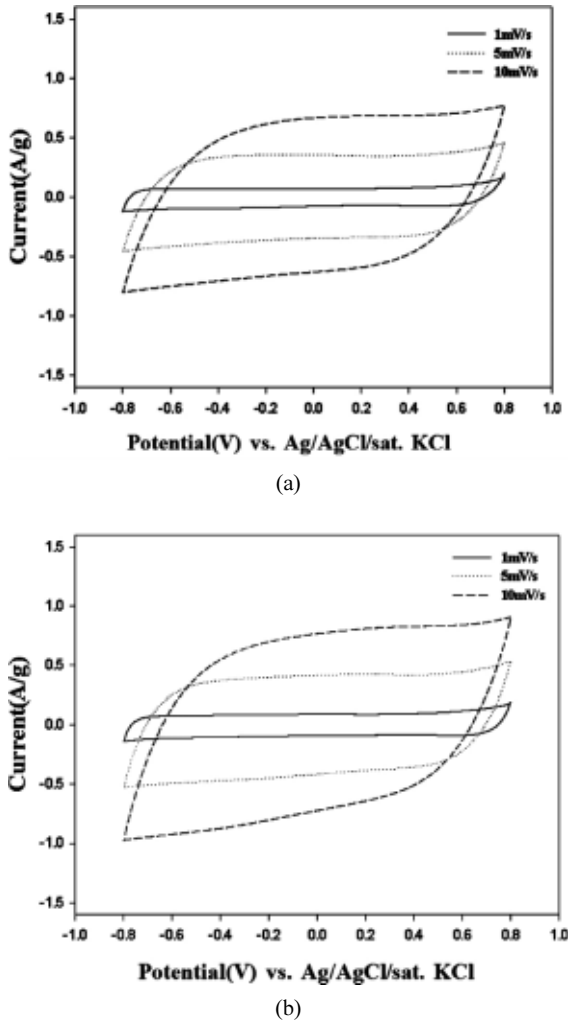 1.5
1mV/s
5mV/s
10mV/s
1.0
0.5
0.0
-0.5
-1.0
-1.5
Current(A/g)
-1.0 -0.8 -0.6 -0.4 -0.2 0.0 0.2 0.4 0.6 0.8 1.0
Potential(V) vs. Ag/AgCl/sat. KCl
(a)
1.5
1mV/s
5mV/s
10mV/s
1.0
0.5
0.0
-0.5
-1.0
-1.5
Current(A/g)
-1.0 -0.8 -0.6 -0.4 -0.2 0.0 0.2 0.4 0.6 0.8 1.0
Potential(V) vs. Ag/AgCl/sat. KCl
(b)